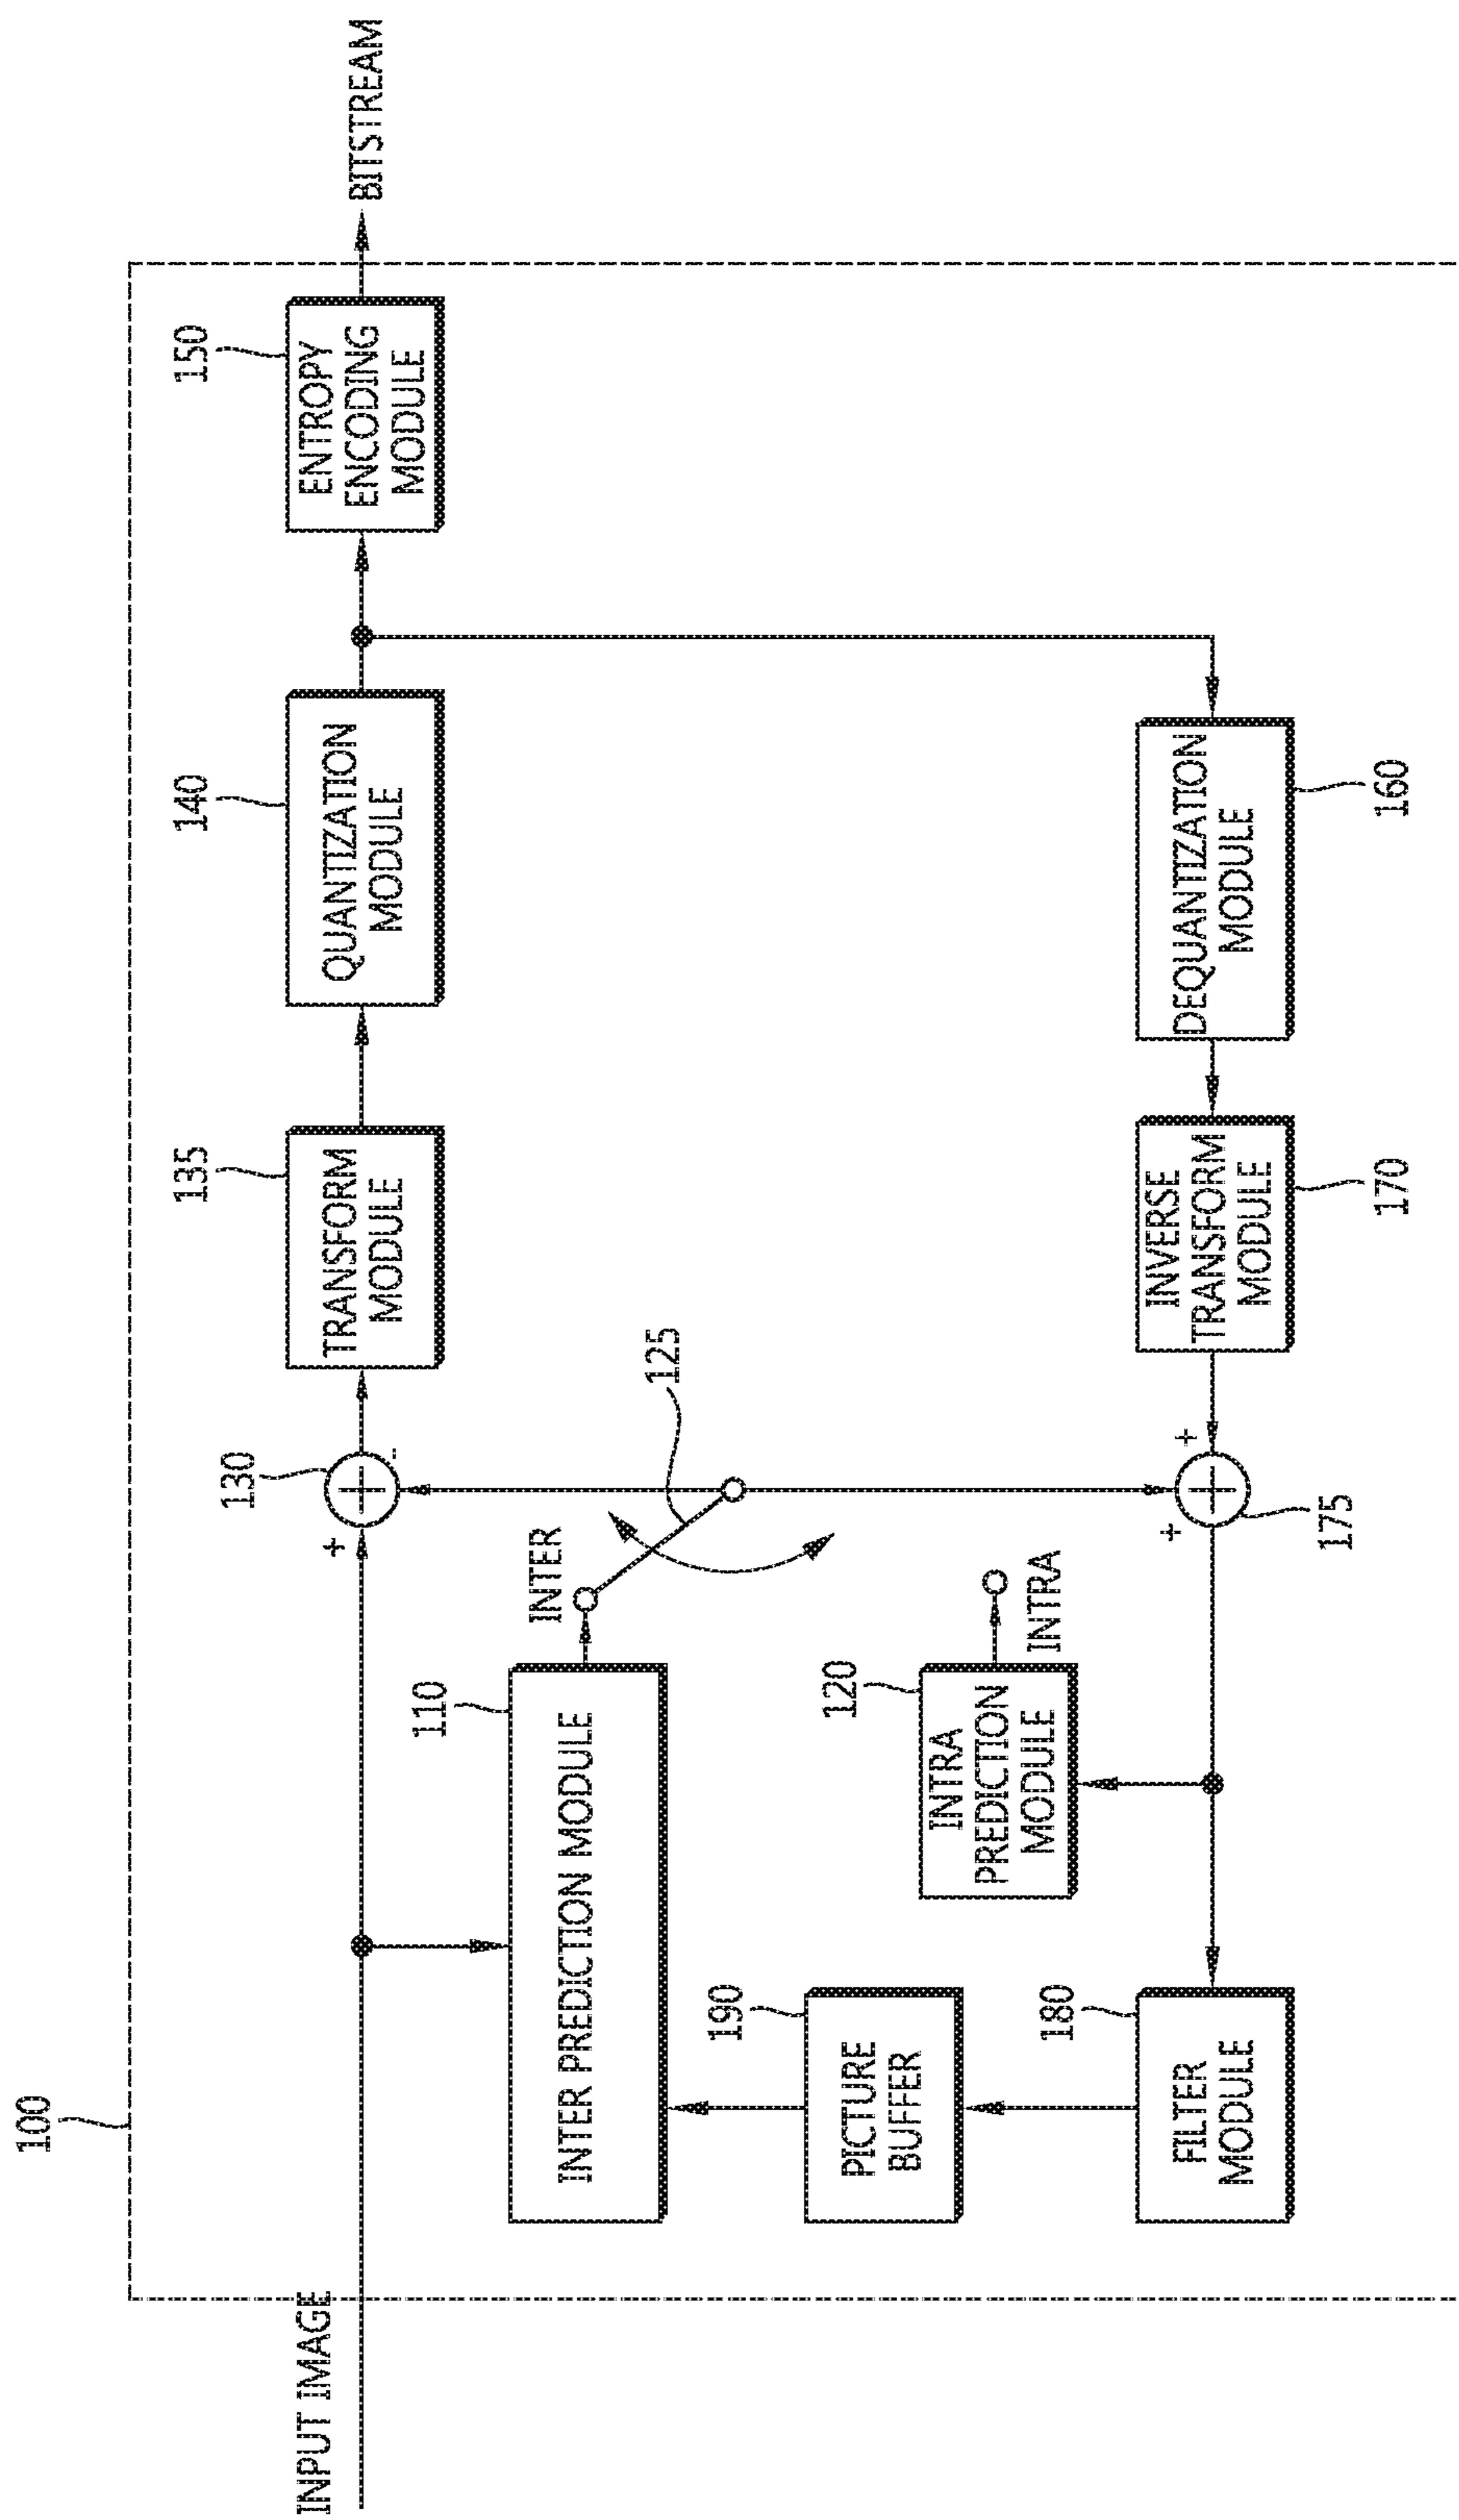 100
INPUT IMAGE
130
+
-
135
TRANSFORM
MODULE
140
QUANTIZATION
MODULE
150
ENTROPY
ENCODING
MODULE
BITSTREAM
110
INTER PREDICTION MODULE
INTER
125
190
PICTURE
BUFFER
120
INTRA
PREDICTION
MODULE
INTRA
180
FILTER
MODULE
+
+
175
INVERSE
TRANSFORM
MODULE
170
DEQUANTIZATION
MODULE
160